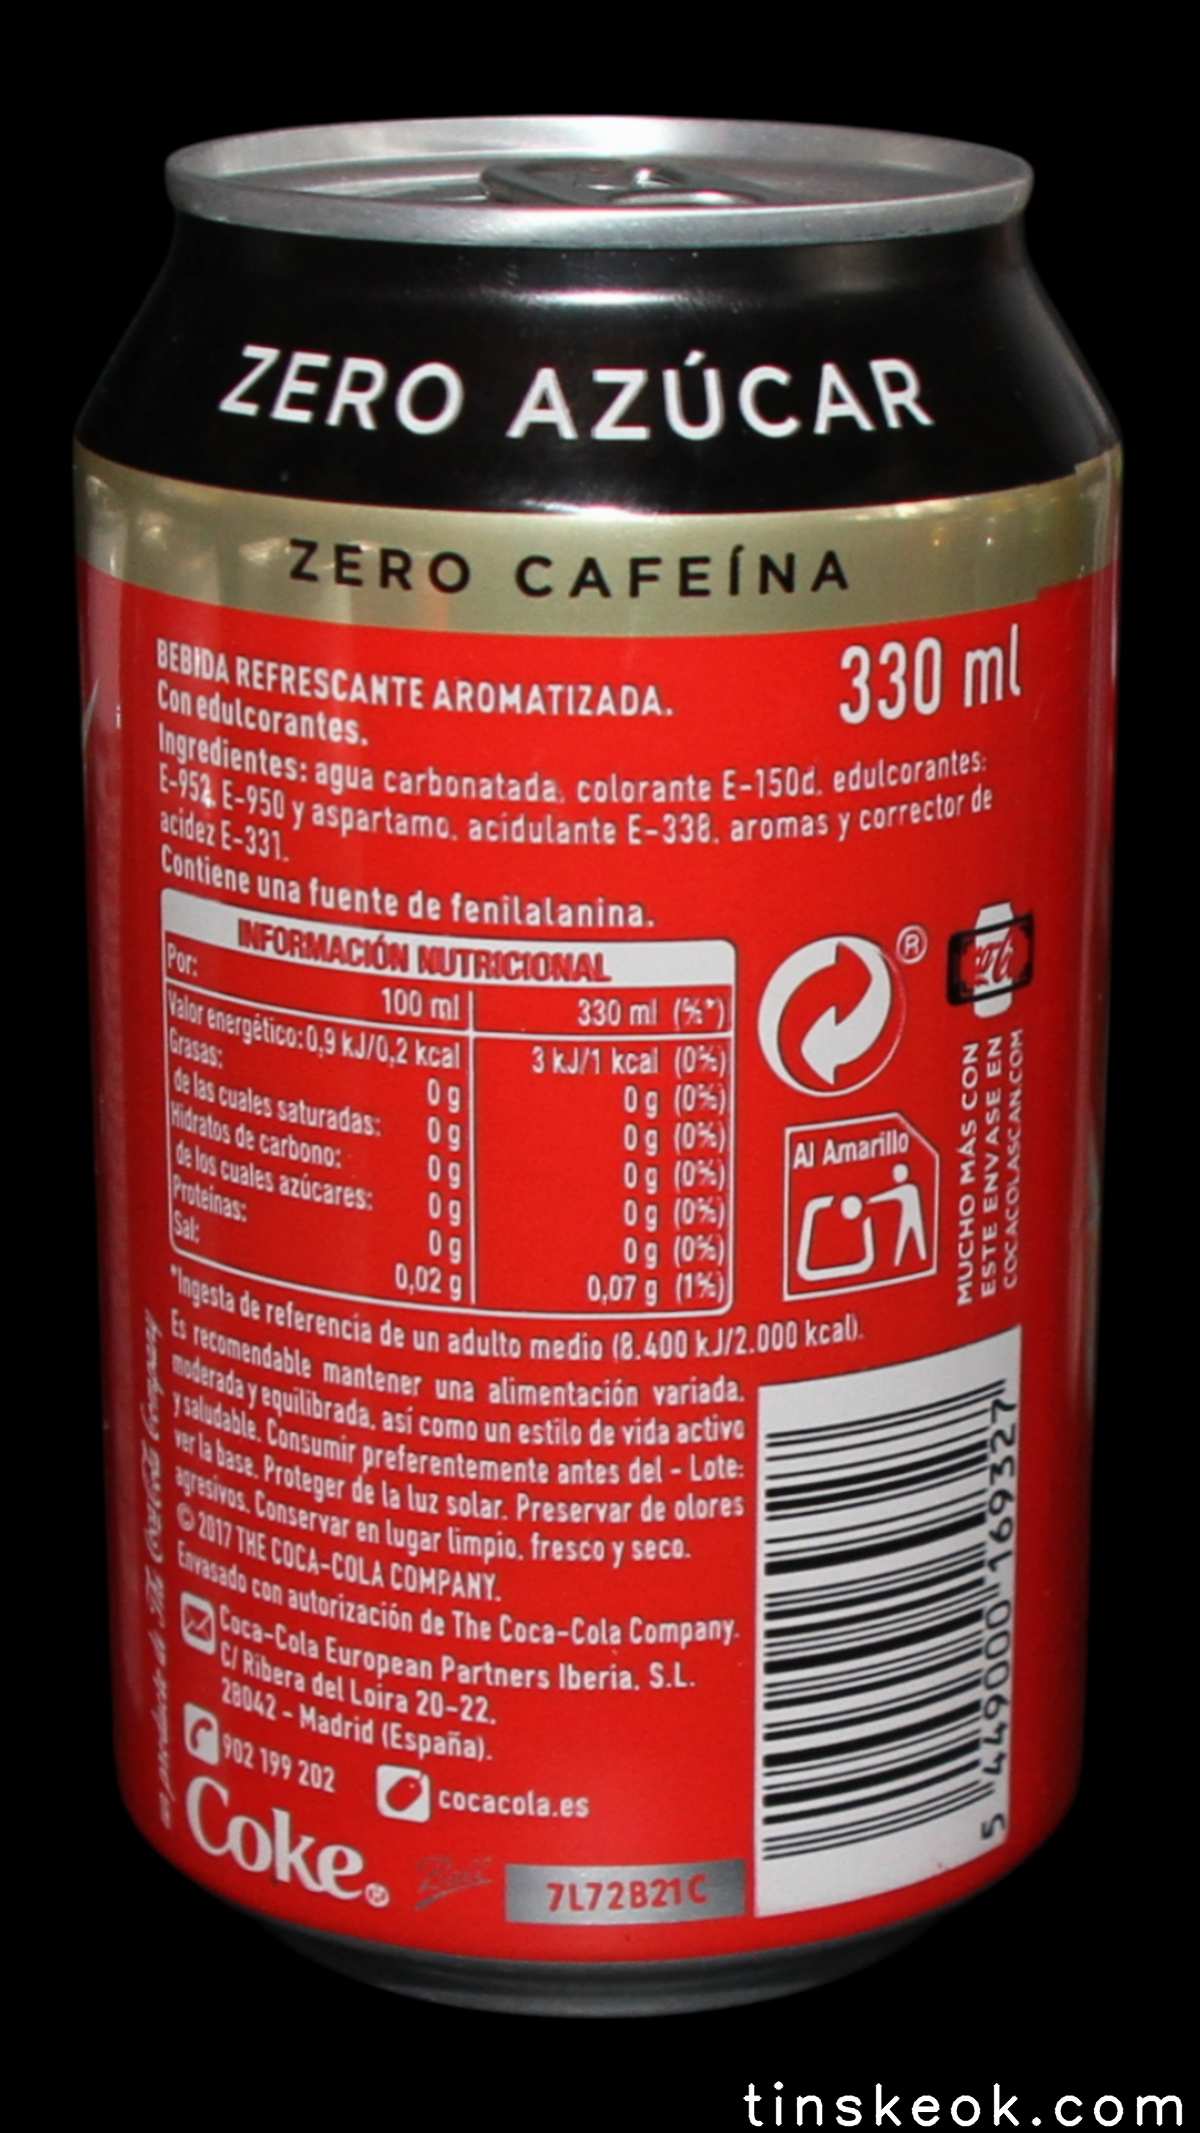 ZERO AZÚCAR
ZERO CAFEÍNA
330 ml
BEBIDA REFRESCANTE AROMATIZADA.
Con edulcorantes.
Ingredientes: agua carbonatada, colorante E-150d, edulcorantes:
E-952, E-950 y aspartamo, acidulante E-338, aromas y corrector de
acidez E-331.
Contiene una fuente de fenilalanina.
INFORMACIÓN NUTRICIONAL
Por: 100 ml 330 ml (%*)
Valor energético: 0,9 kJ/0,2 kcal 3 kJ/1 kcal (0%)
Grasas: 0 g 0 g (0%)
de las cuales saturadas: 0 g 0 g (0%)
Hidratos de carbono: 0 g 0 g (0%)
de los cuales azúcares: 0 g 0 g (0%)
Proteínas: 0 g 0 g (0%)
Sal: 0,02 g 0,07 g (1%)
*Ingesta de referencia de un adulto medio (8.400 kJ/2.000 kcal).
®
Al Amarillo
MUCHO MÁS CON
ESTE ENVASE EN
COCACOLASCAN.COM
Es recomendable mantener una alimentación variada,
moderada y equilibrada, así como un estilo de vida activo
y saludable. Consumir preferentemente antes del - Lote:
ver la base. Proteger de la luz solar. Preservar de olores
agresivos. Conservar en lugar limpio, fresco y seco.
© 2017 THE COCA-COLA COMPANY.
Envasado con autorización de The Coca-Cola Company.
Coca-Cola European Partners Iberia, S.L.
C/ Ribera del Loira 20-22.
28042 - Madrid (España).
902 199 202
cocacola.es
Coke®
Ball
7L72B21C
5 449000 169327
tinskeok.com